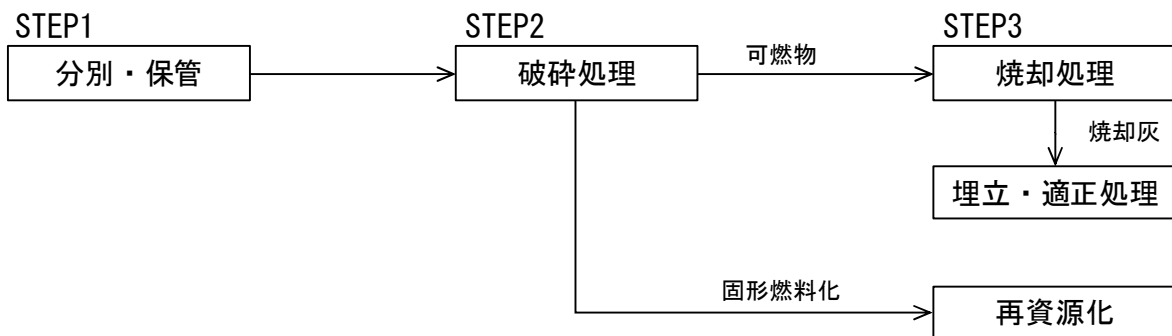 STEP1
分別・保管
STEP2
破砕処理
可燃物
STEP3
焼却処理
焼却灰
埋立・適正処理
固形燃料化
再資源化